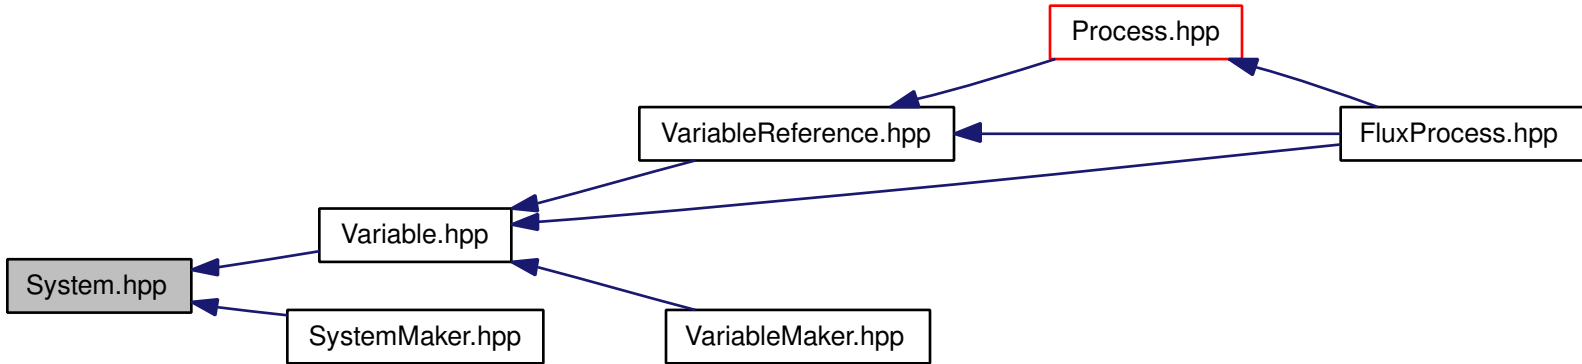 Process.hpp
VariableReference.hpp
FluxProcess.hpp
Variable.hpp
System.hpp
SystemMaker.hpp
VariableMaker.hpp